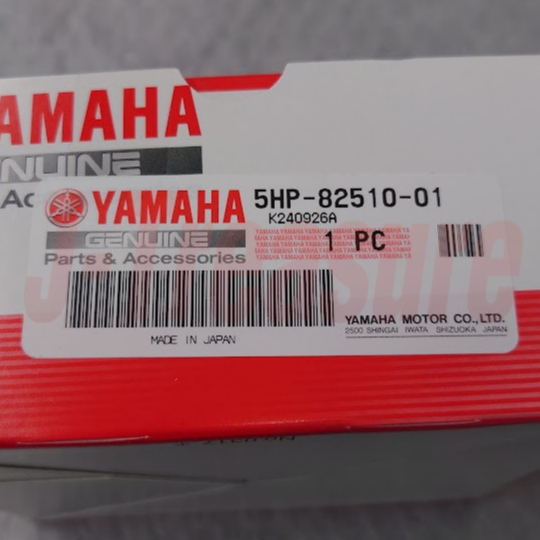 YAMAHA
GENUINE
YAMAHA 5HP-82510-01
K240926A
GENUINE
1 PC
Parts & Accessories
MADE IN JAPAN
YAMAHA MOTOR CO.,LTD.
2500 SHINGAI IWATA SHIZUOKA JAPAN